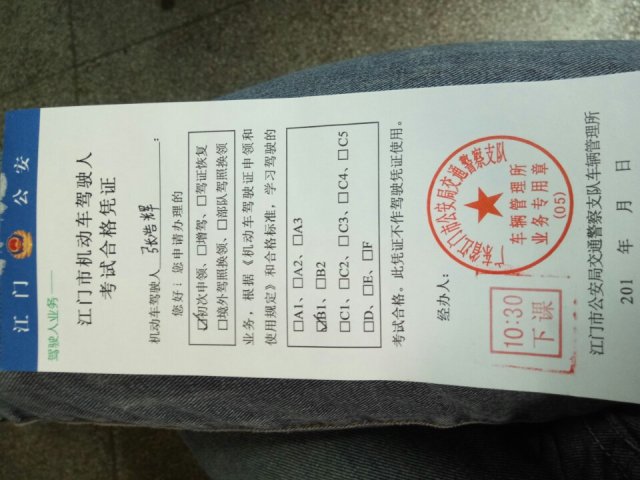 江门公安
驾驶人业务——
江门市机动车驾驶人
考试合格凭证
机动车驾驶人 张浩辉 :
您好:您申请办理的
☑初次申领、□增驾、□驾证恢复
□境外驾照换领、□部队驾照换领
业务,根据《机动车驾驶证申领和
使用规定》和合格标准,学习驾驶的
□A1、□A2、□A3
☑B1、□B2
□C1、□C2、□C3、□C4、□C5
□D、□E、□F
考试合格。此凭证不作驾驶凭证使用。
经办人:
江门市公安局交通警察支队
车辆管理所
业务专用章
(05)
10:30
下课
江门市公安局交通警察支队车辆管理所
201 年 月 日